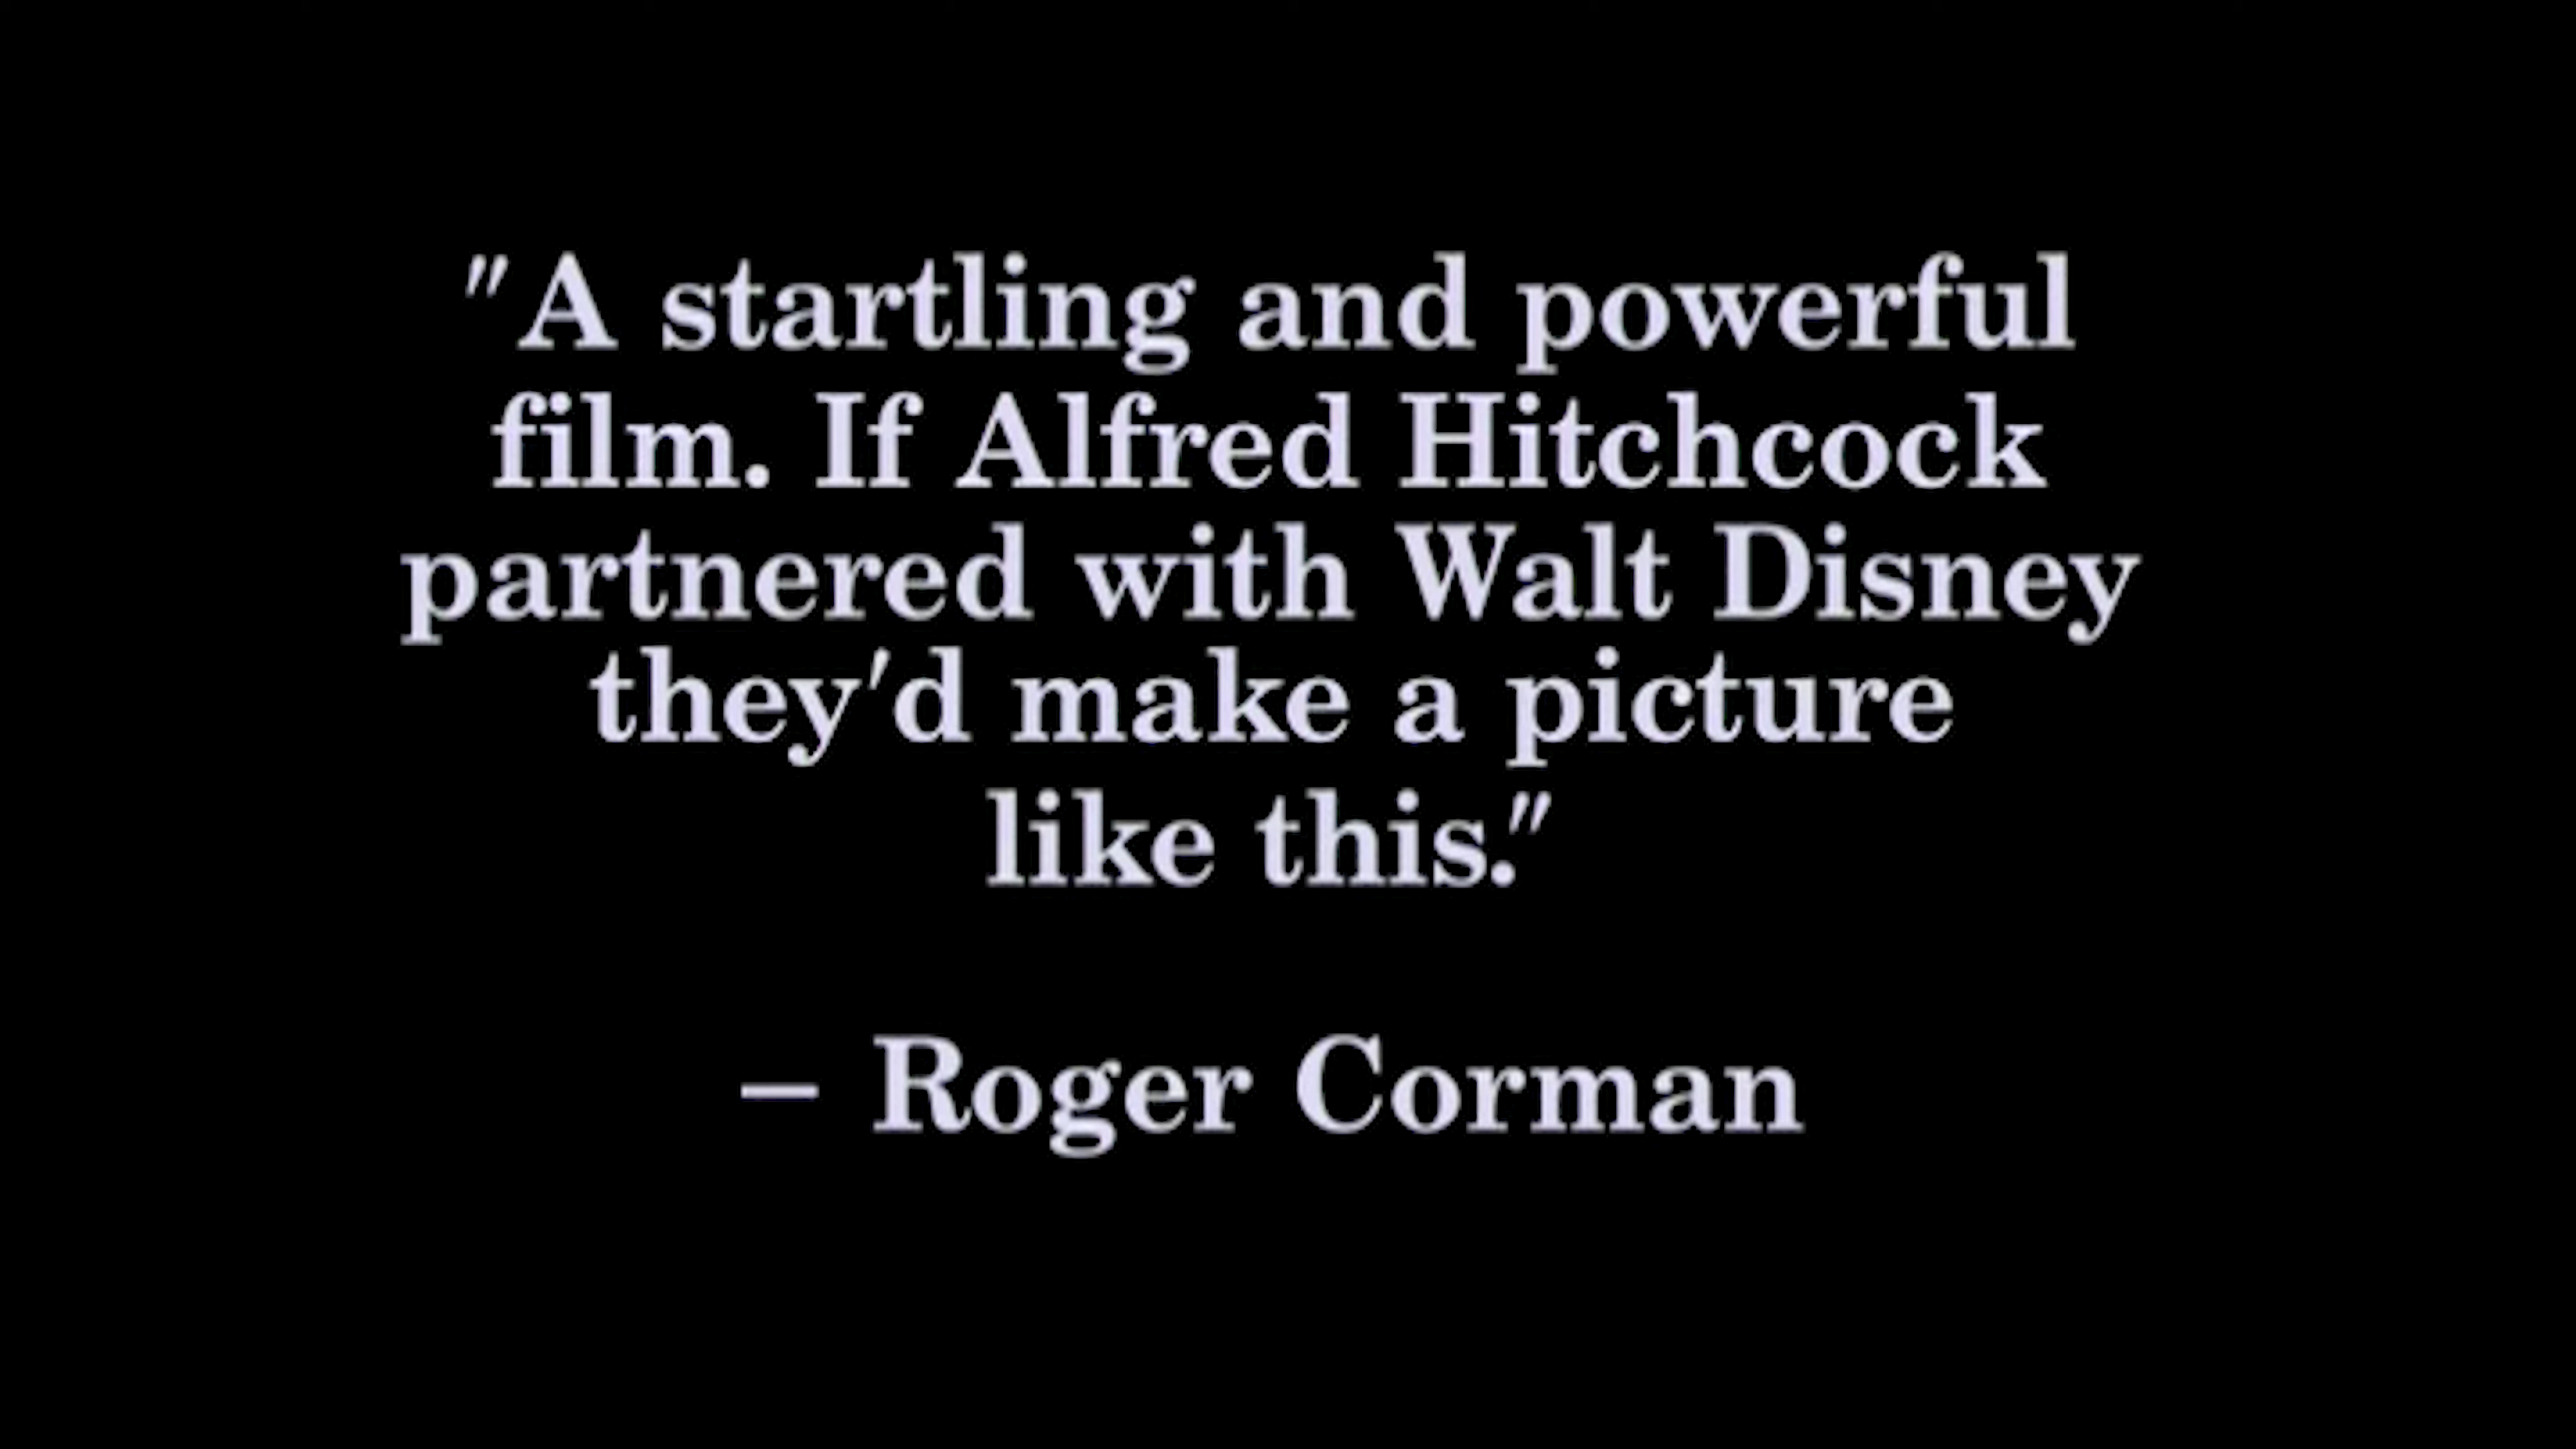 "A startling and powerful
film. If Alfred Hitchcock
partnered with Walt Disney
they'd make a picture
like this."
– Roger Corman